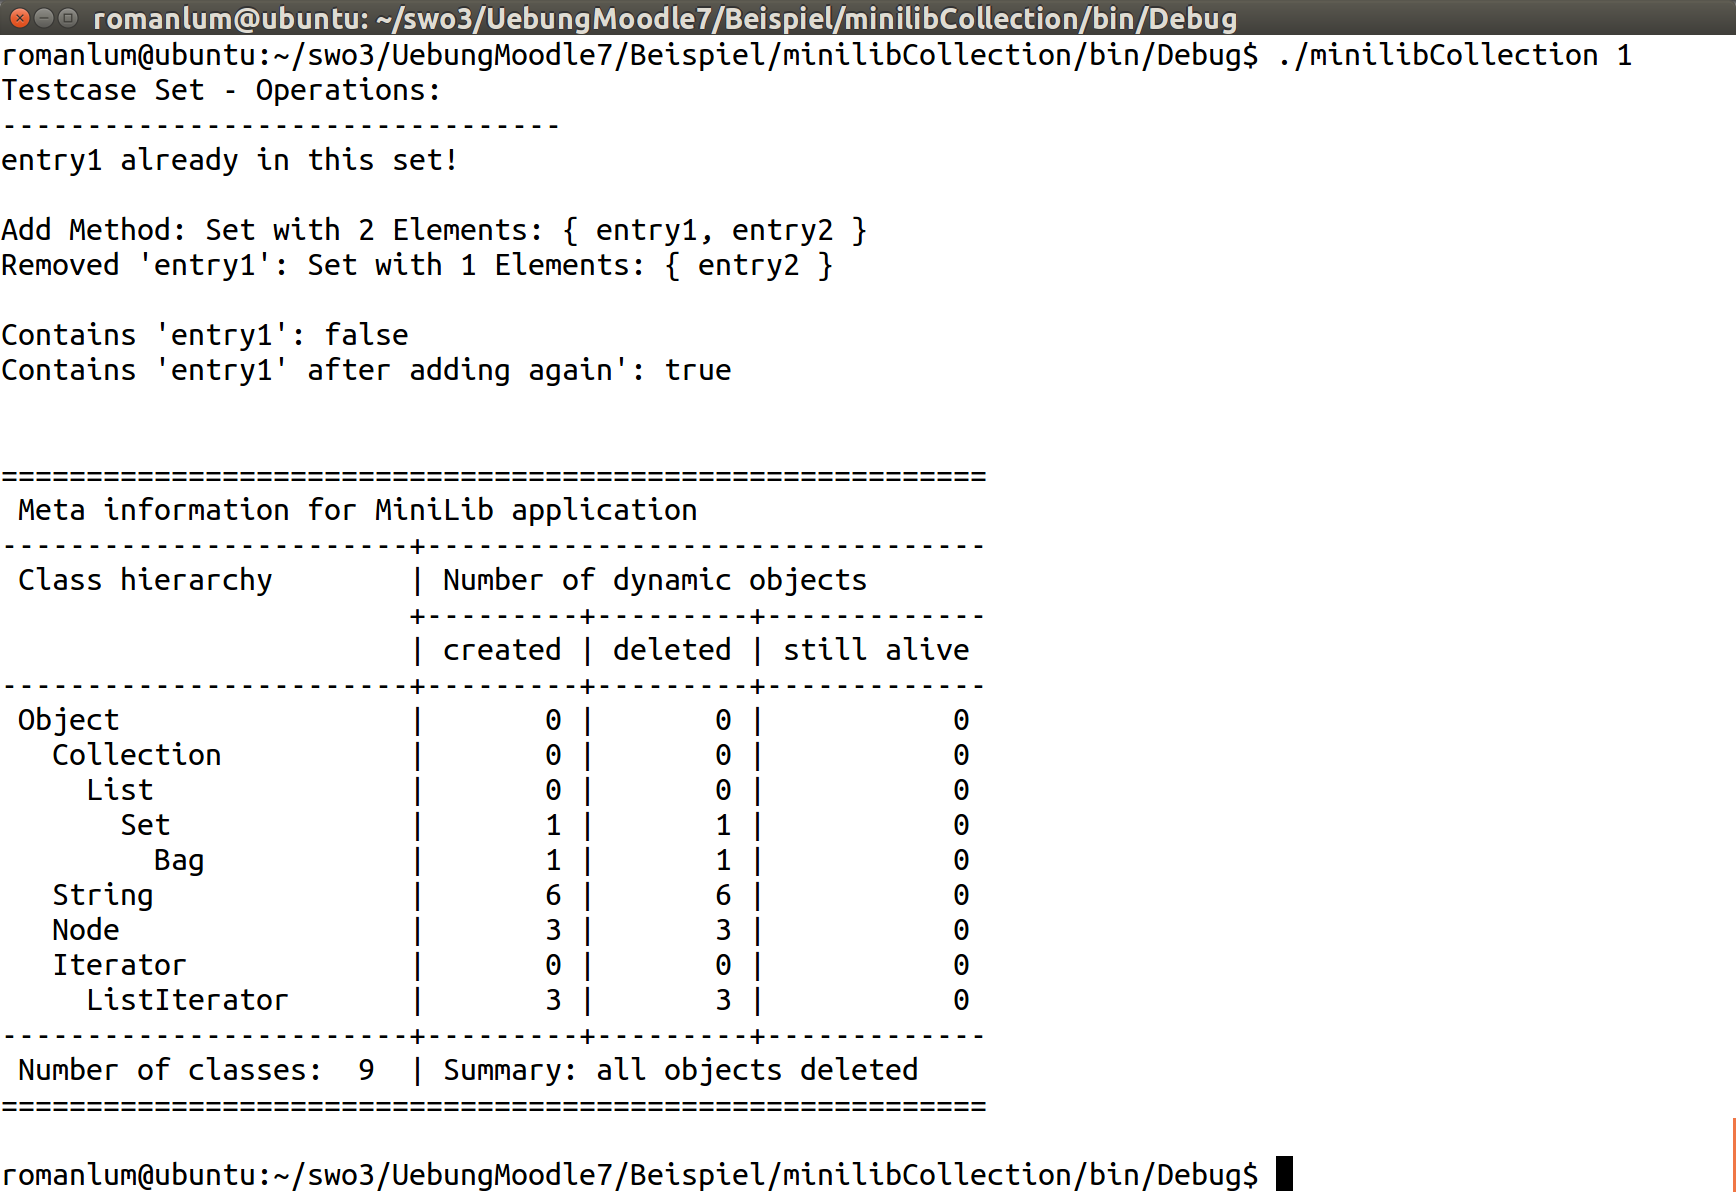 romanlum@ubuntu: ~/swo3/UebungMoodle7/Beispiel/minilibCollection/bin/Debug
romanlum@ubuntu:~/swo3/UebungMoodle7/Beispiel/minilibCollection/bin/Debug$ ./minilibCollection 1
Testcase Set - Operations:
---------------------------------
entry1 already in this set!

Add Method: Set with 2 Elements: { entry1, entry2 }
Removed 'entry1': Set with 1 Elements: { entry2 }

Contains 'entry1': false
Contains 'entry1' after adding again': true


==========================================================
 Meta information for MiniLib application
------------------------+---------------------------------
 Class hierarchy        | Number of dynamic objects
                        +---------+---------+-------------
                        | created | deleted | still alive
------------------------+---------+---------+-------------
 Object                 |       0 |       0 |           0
   Collection           |       0 |       0 |           0
     List               |       0 |       0 |           0
       Set              |       1 |       1 |           0
         Bag            |       1 |       1 |           0
   String               |       6 |       6 |           0
   Node                 |       3 |       3 |           0
   Iterator             |       0 |       0 |           0
     ListIterator       |       3 |       3 |           0
------------------------+---------+---------+-------------
 Number of classes:  9  | Summary: all objects deleted
==========================================================

romanlum@ubuntu:~/swo3/UebungMoodle7/Beispiel/minilibCollection/bin/Debug$